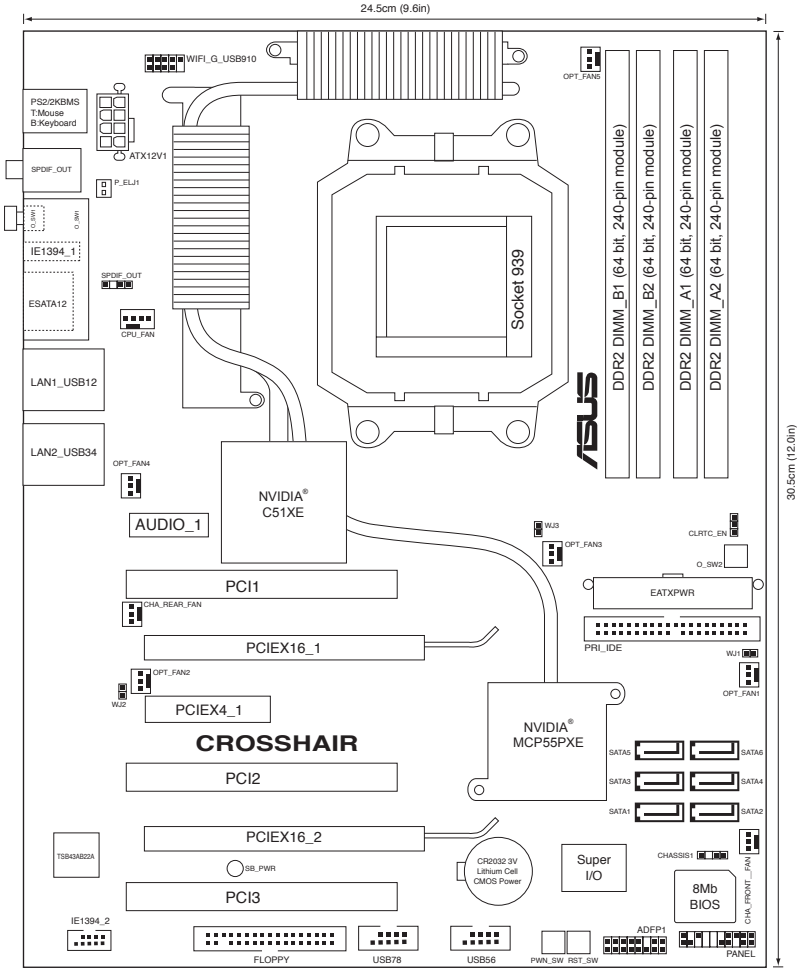 24.5cm (9.6in)
WIFI_G_USB910
OPT_FAN5
PS2/2KBMS
T:Mouse
B:Keyboard
ATX12V1
SPDIF_OUT
P_ELJ1
O_SW1
O_SW1
IE1394_1
SPDIF_OUT
ESATA12
CPU_FAN
Socket 939
DDR2 DIMM_B1 (64 bit, 240-pin module)
DDR2 DIMM_B2 (64 bit, 240-pin module)
DDR2 DIMM_A1 (64 bit, 240-pin module)
DDR2 DIMM_A2 (64 bit, 240-pin module)
LAN1_USB12
ASUS
30.5cm (12.0in)
LAN2_USB34
OPT_FAN4
NVIDIA®
C51XE
AUDIO_1
WJ3
CLRTC_EN
OPT_FAN3
O_SW2
PCI1
EATXPWR
CHA_REAR_FAN
PCIEX16_1
PRI_IDE
WJ1
OPT_FAN2
WJ2
OPT_FAN1
PCIEX4_1
NVIDIA®
MCP55PXE
CROSSHAIR
SATA5
SATA6
PCI2
SATA3
SATA4
SATA1
SATA2
PCIEX16_2
TSB43AB22A
SB_PWR
CR2032 3V
Lithium Cell
CMOS Power
Super
I/O
CHASSIS1
CHA_FRONT__FAN
PCI3
8Mb
BIOS
IE1394_2
FLOPPY
USB78
USB56
PWN_SW
RST_SW
ADFP1
PANEL